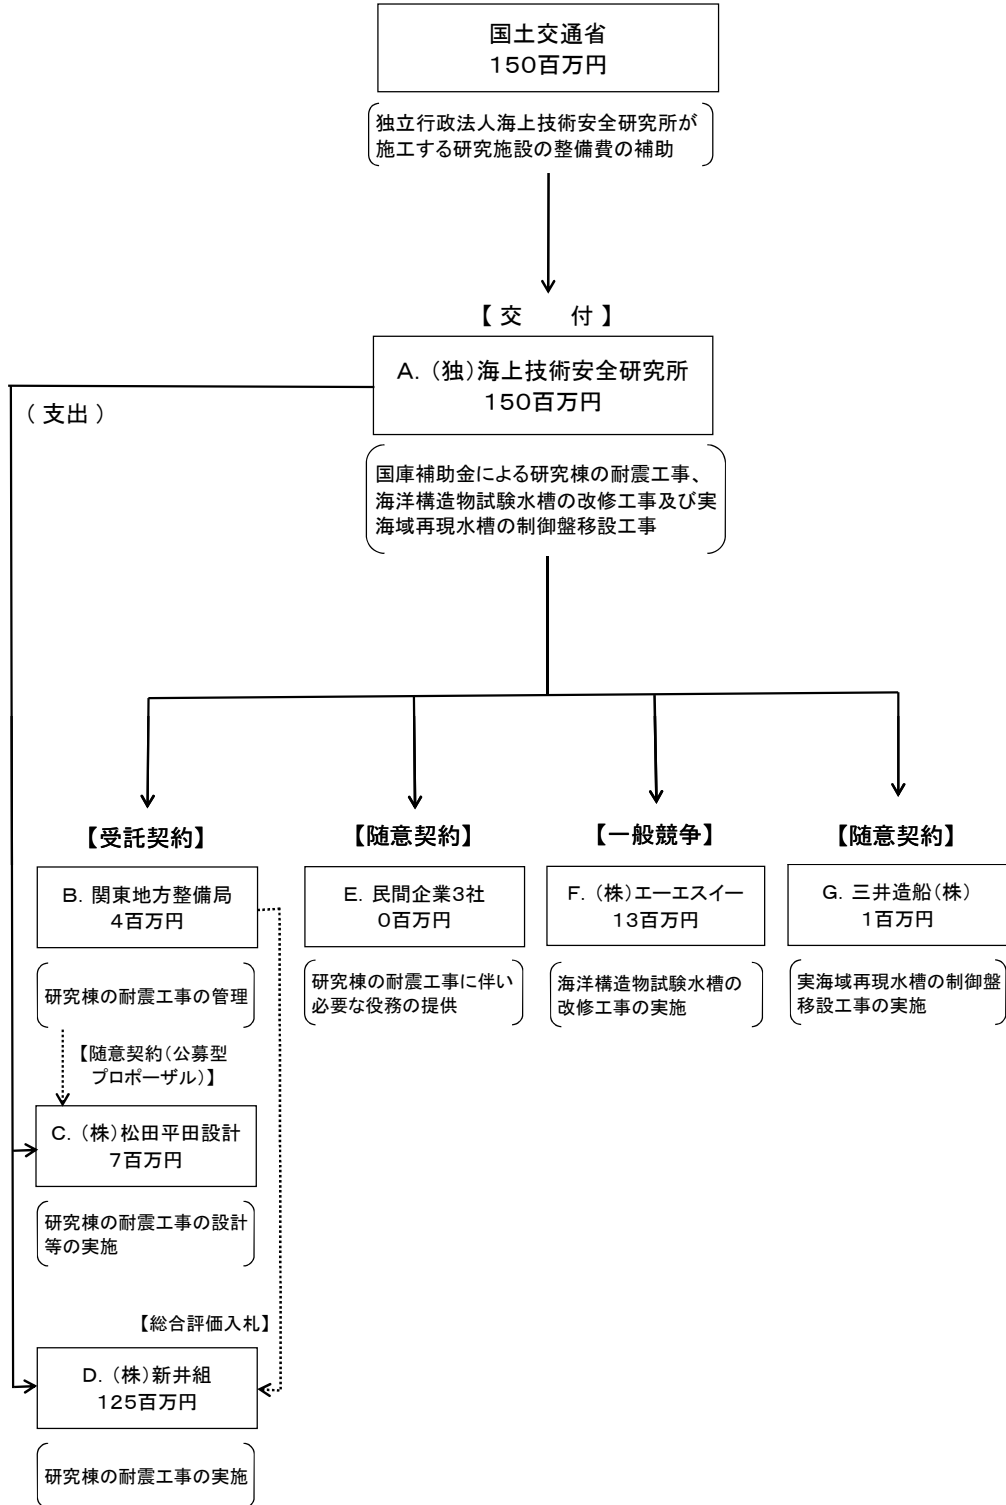 国土交通省
150百万円
独立行政法人海上技術安全研究所が
施工する研究施設の整備費の補助
【 交　　付 】
A. （独）海上技術安全研究所
150百万円
（ 支出 ）
国庫補助金による研究棟の耐震工事、
海洋構造物試験水槽の改修工事及び実
海域再現水槽の制御盤移設工事
【受託契約】
B. 関東地方整備局
4百万円
研究棟の耐震工事の管理
【随意契約（公募型
プロポーザル）】
C. （株）松田平田設計
7百万円
研究棟の耐震工事の設計
等の実施
【総合評価入札】
D. （株）新井組
125百万円
研究棟の耐震工事の実施
【随意契約】
E. 民間企業3社
0百万円
研究棟の耐震工事に伴い
必要な役務の提供
【一般競争】
F. （株）エーエスイー
13百万円
海洋構造物試験水槽の
改修工事の実施
【随意契約】
G. 三井造船（株）
1百万円
実海域再現水槽の制御盤
移設工事の実施